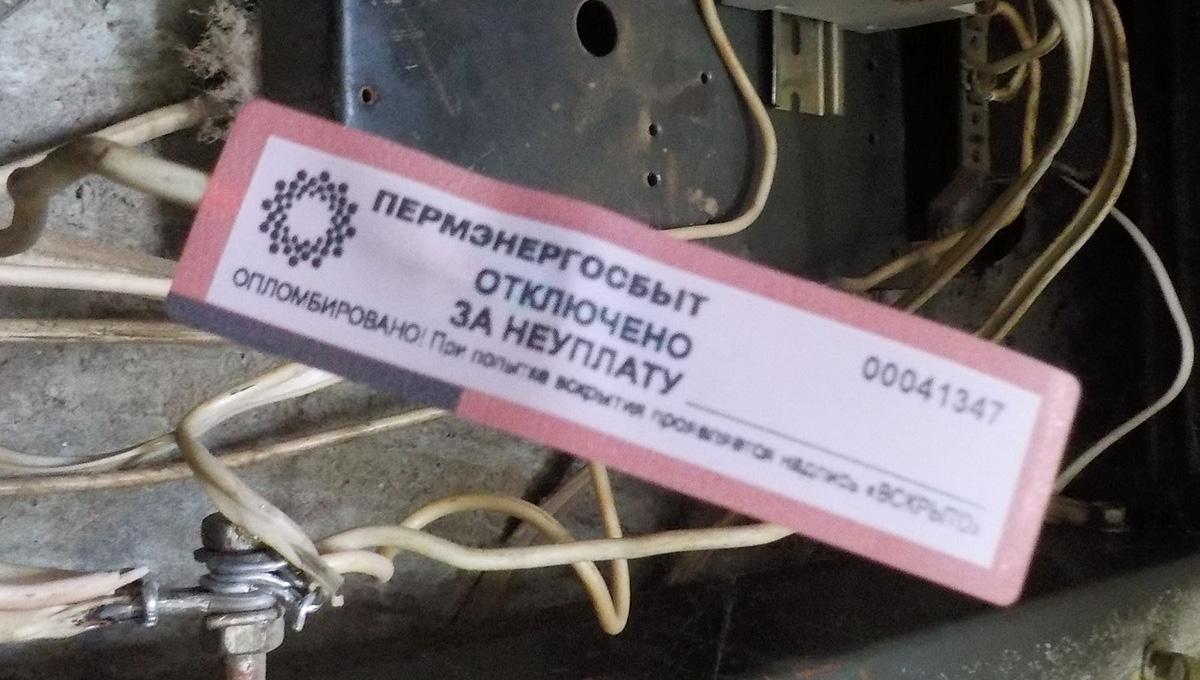 ПЕРМЭНЕРГОСБЫТ
ОТКЛЮЧЕНО
ЗА НЕУПЛАТУ
00041347
ОПЛОМБИРОВАНО! При попытке вскрытия проявляется надпись «ВСКРЫТО»